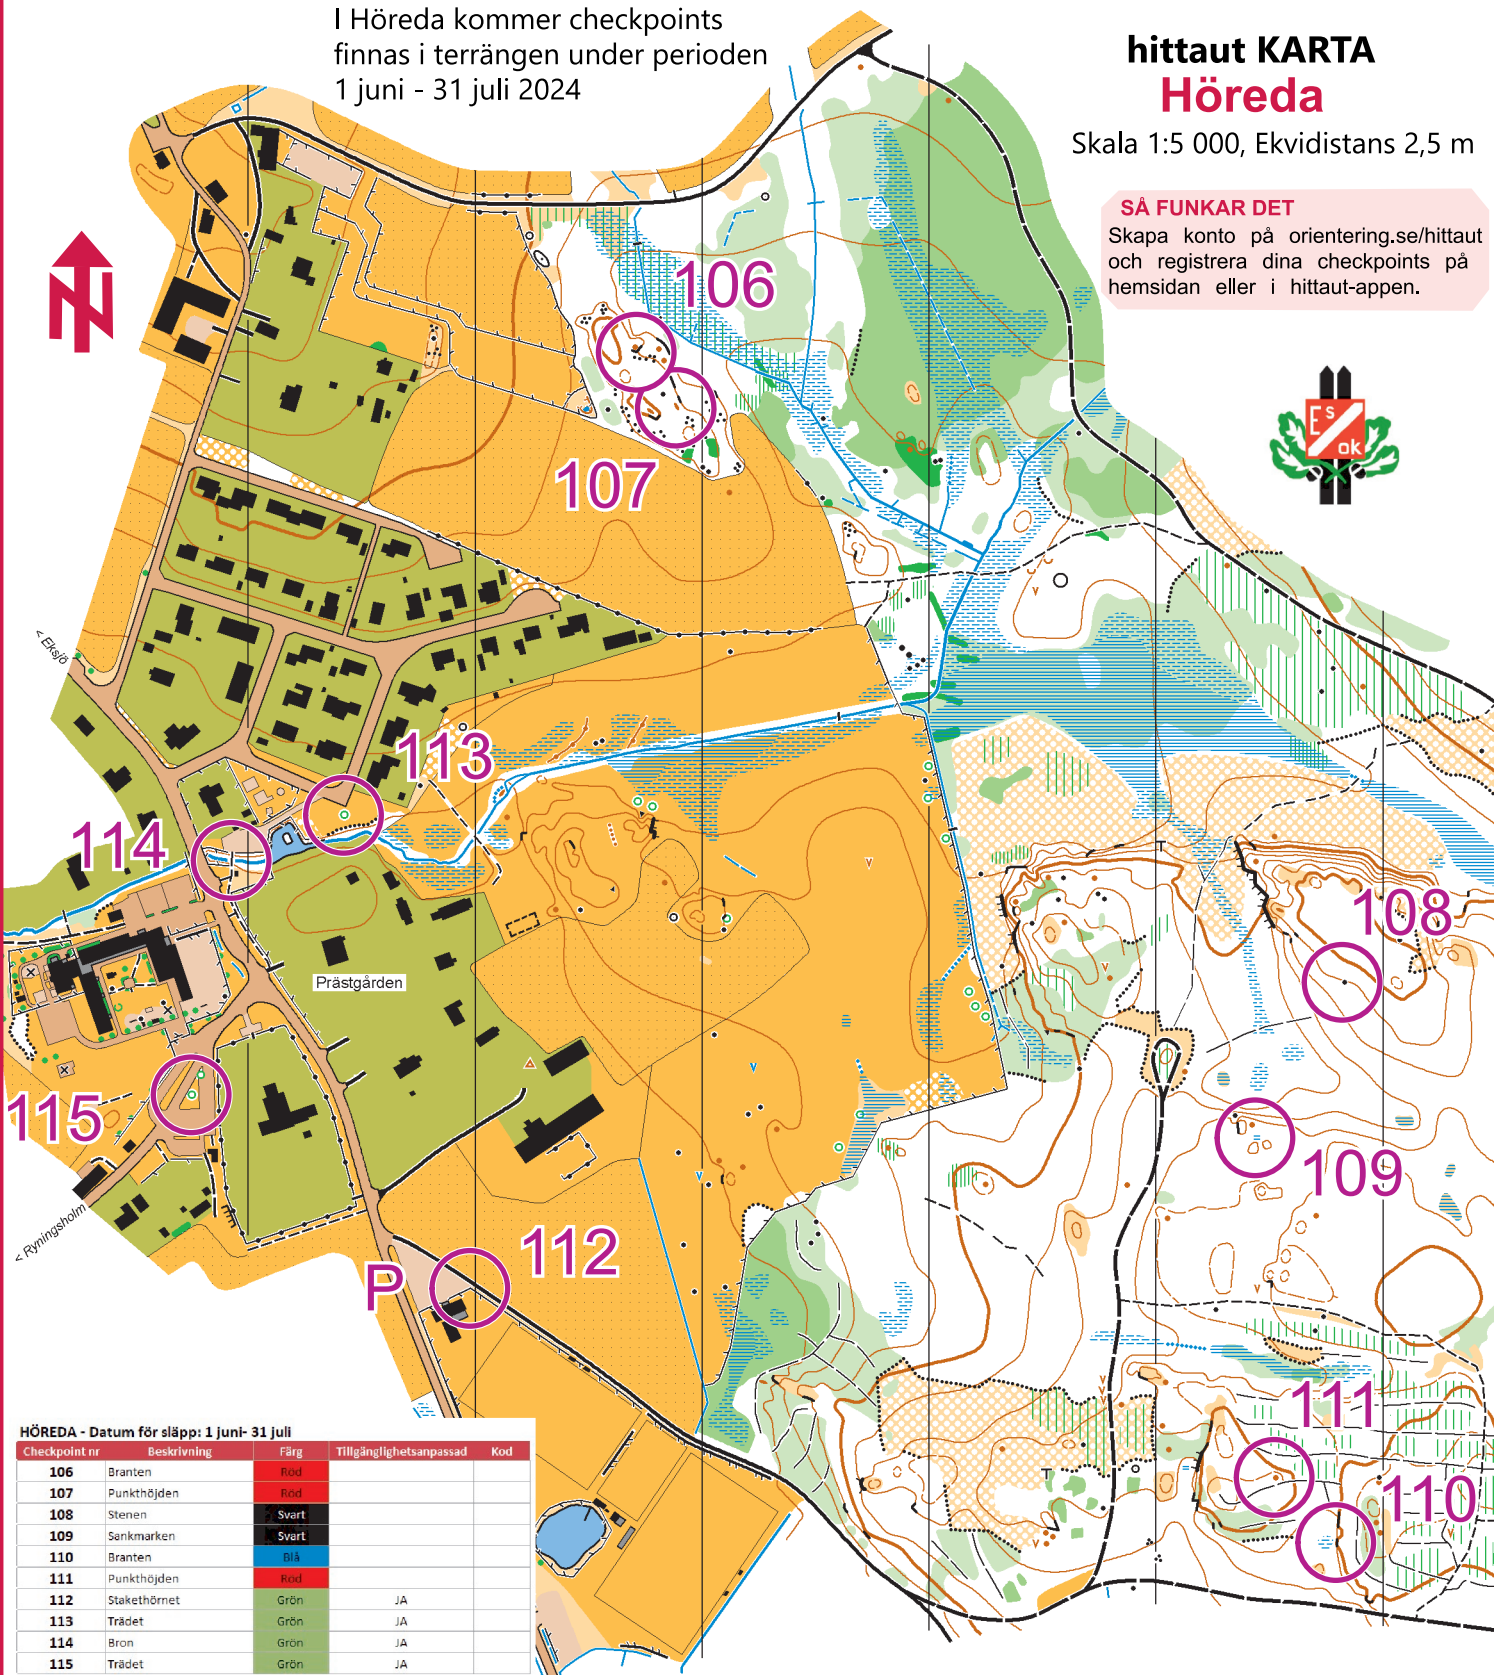 I Höreda kommer checkpoints
finnas i terrängen under perioden
1 juni - 31 juli 2024
hittaut KARTA
Höreda
Skala 1:5 000, Ekvidistans 2,5 m
SÅ FUNKAR DET
Skapa konto på orientering.se/hittaut
och registrera dina checkpoints på
hemsidan eller i hittaut-appen.
N
E S
OK
106
107
< Eksjö
113
114
108
Prästgården
115
109
< Ryningsholm
112
P
111
110
HÖREDA - Datum för släpp: 1 juni- 31 juli
Checkpoint nr Beskrivning Färg Tillgänglighetsanpassad Kod
106 Branten Röd
107 Punkthöjden Röd
108 Stenen Svart
109 Sankmarken Svart
110 Branten Blå
111 Punkthöjden Röd
112 Stakethörnet Grön JA
113 Trädet Grön JA
114 Bron Grön JA
115 Trädet Grön JA